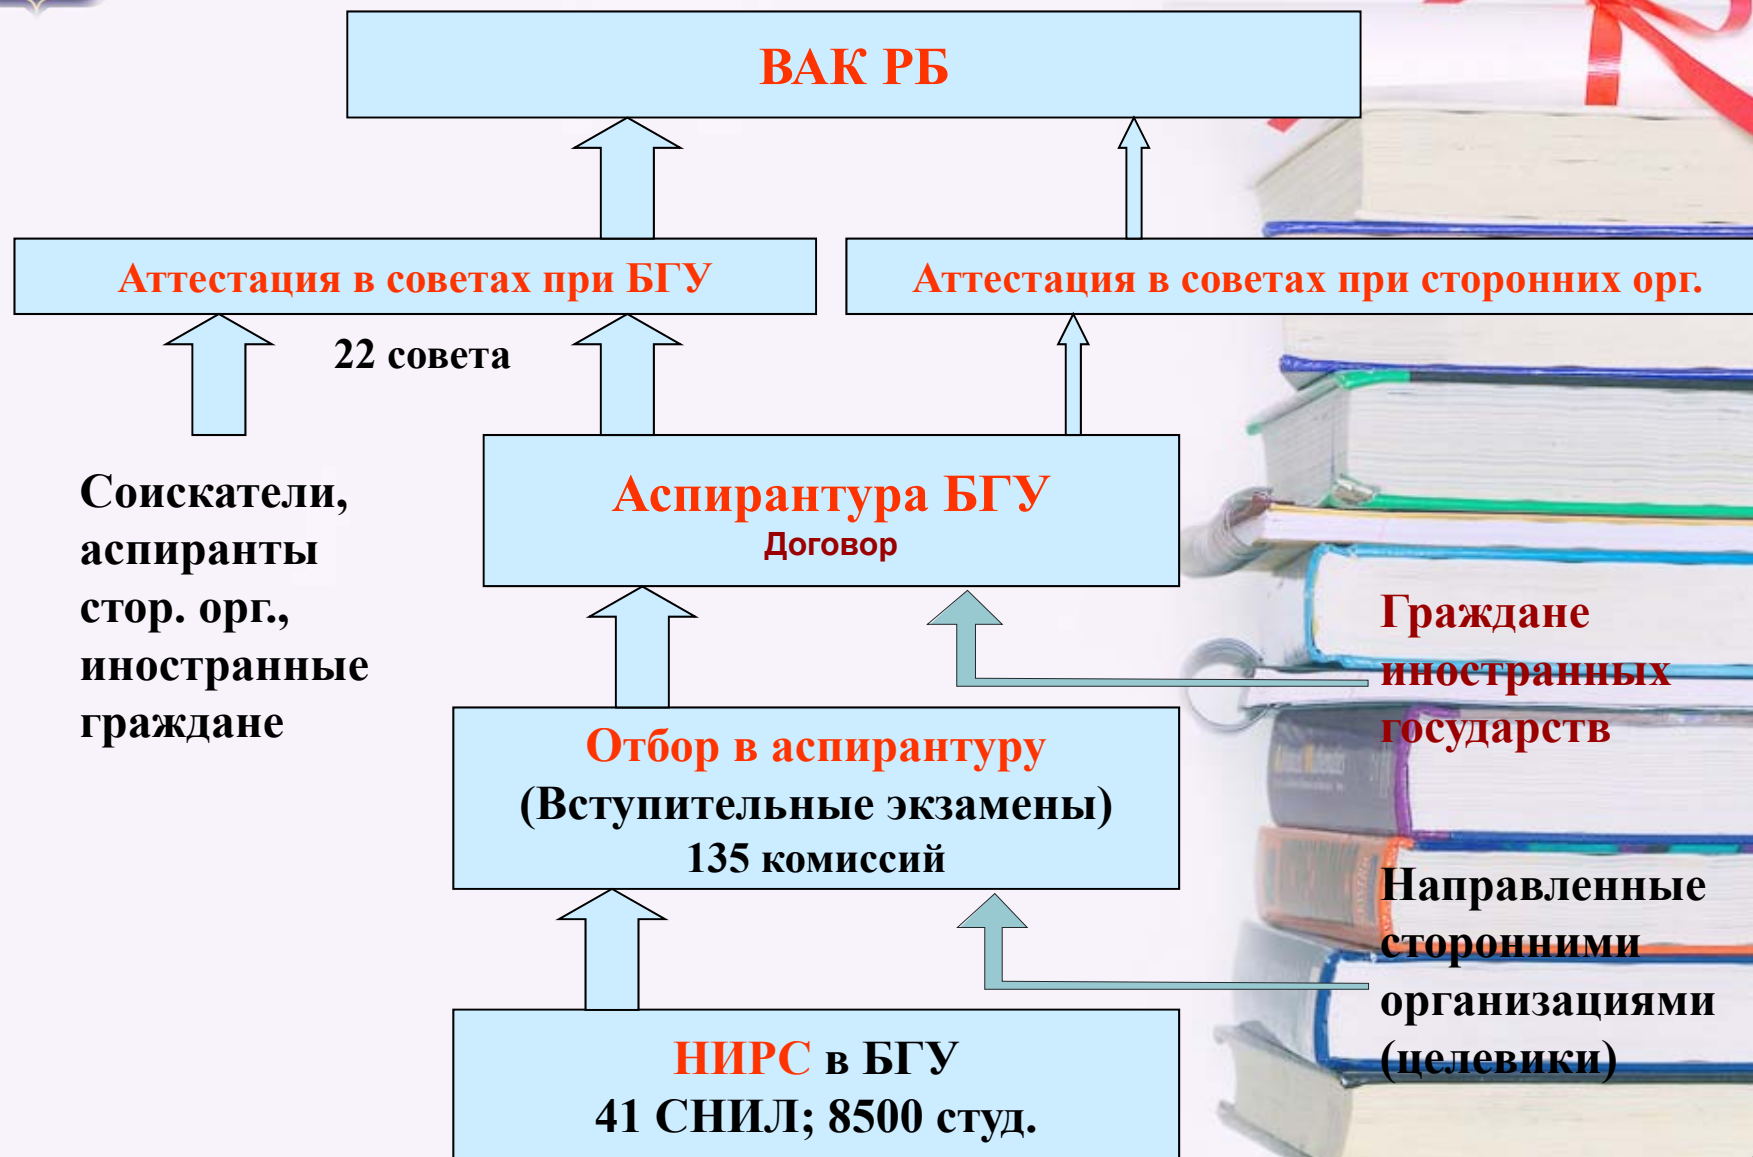 ВАК РБ
Аттестация в советах при БГУ
Аттестация в советах при сторонних орг.
22 совета
Соискатели,
аспиранты
стор. орг.,
иностранные
граждане
Аспирантура БГУ
Договор
Граждане
иностранных
государств
Отбор в аспирантуру
(Вступительные экзамены)
135 комиссий
Направленные
сторонними
организациями
(целевики)
НИРС в БГУ
41 СНИЛ; 8500 студ.